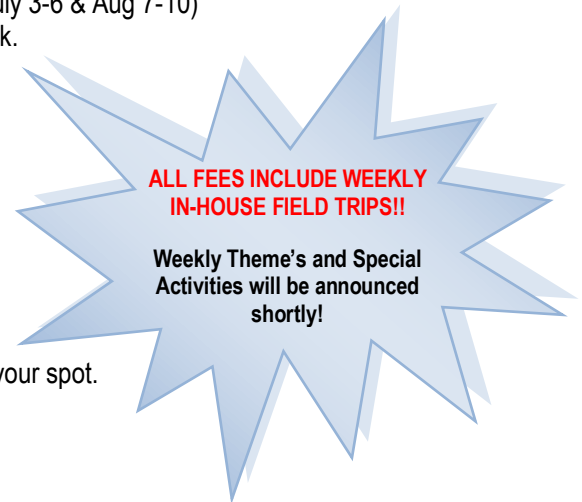 uly 3-6 & Aug 7-10)
k.
ALL FEES INCLUDE WEEKLY
IN-HOUSE FIELD TRIPS!!
Weekly Theme's and Special
Activities will be announced
shortly!
your spot.